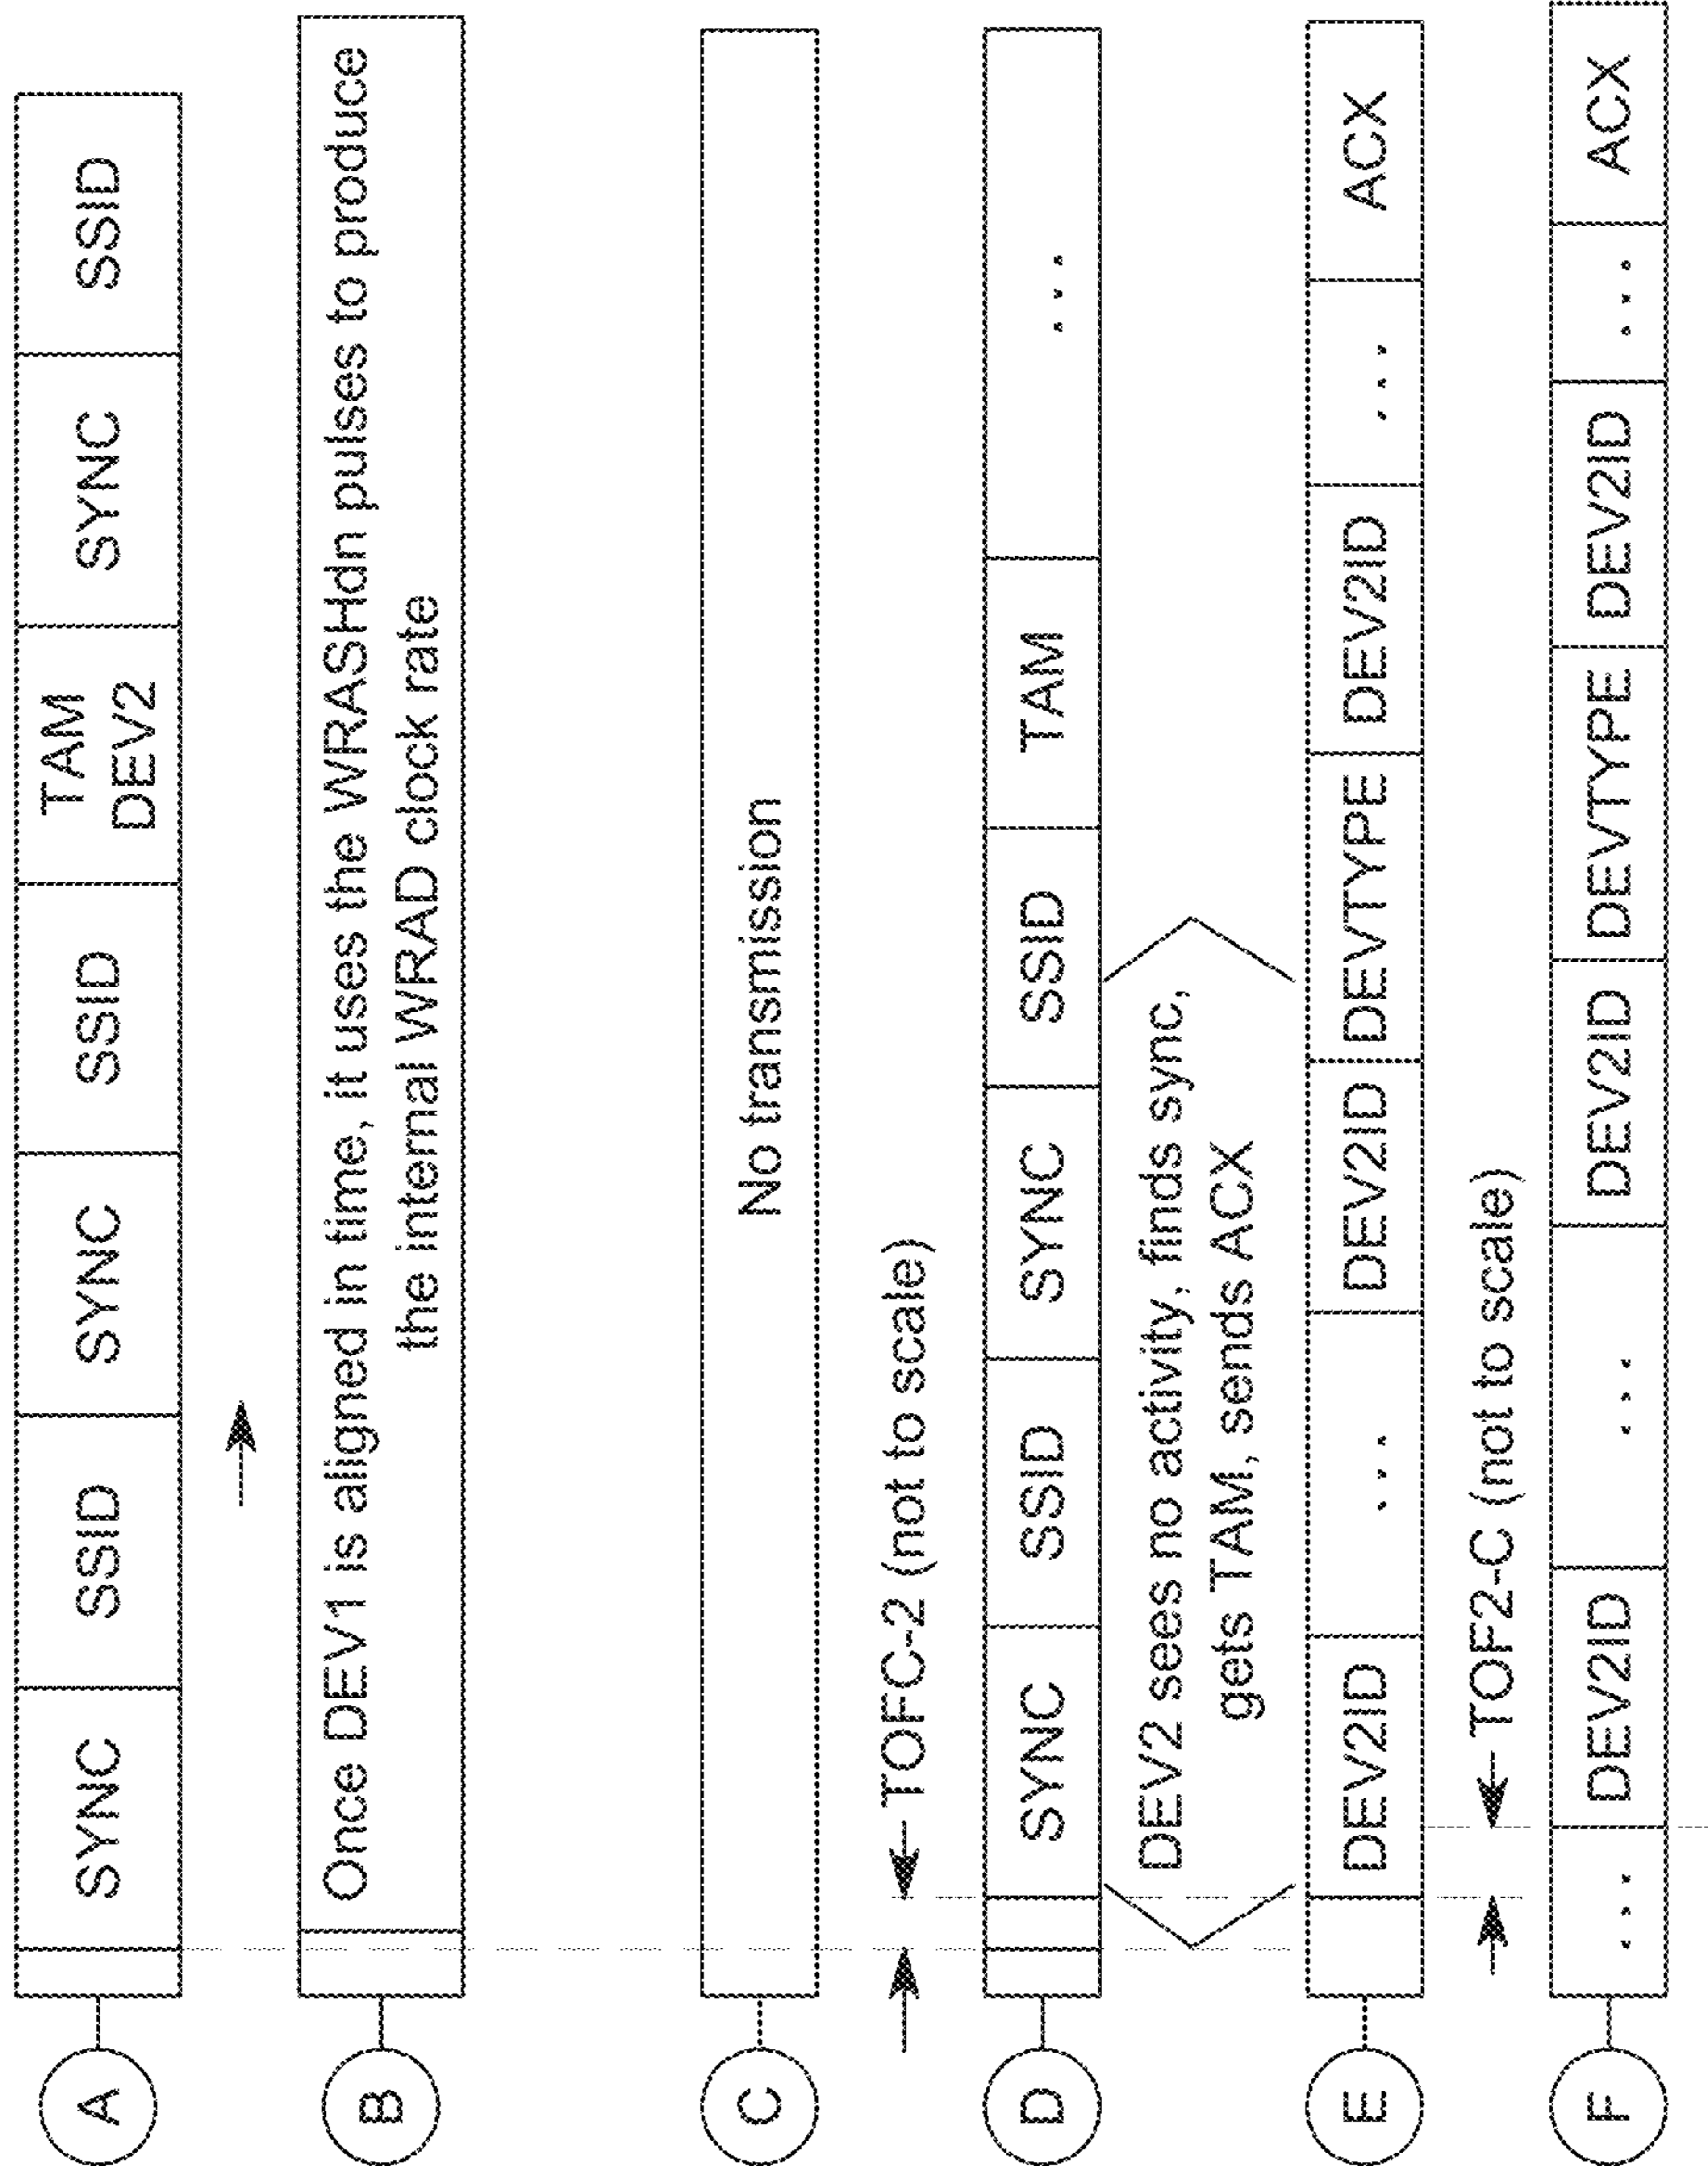 A SYNC SSID SYNC SSID TAM DEV2 SYNC SSID
B Once DEV1 is aligned in time, it uses the WRASHdn pulses to produce
the internal WRAD clock rate
C No transmission
TOFC-2 (not to scale)
D SYNC SSID SYNC SSID TAM ...
DEV2 sees no activity, finds sync,
gets TAM, sends ACX
E DEV2ID ... DEV2ID DEVTYPE DEV2ID ... ACX
TOF2-C (not to scale)
F ... DEV2ID ... DEV2ID DEVTYPE DEV2ID ... ACX